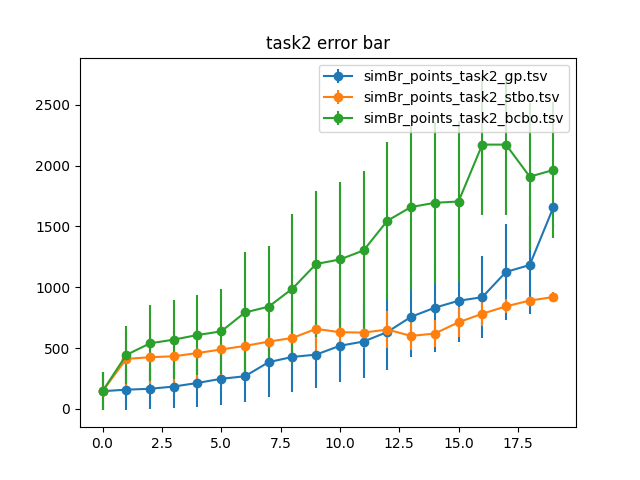 task2 error bar
simBr_points_task2_gp.tsv
simBr_points_task2_stbo.tsv
simBr_points_task2_bcbo.tsv
2500
2000
1500
1000
500
0
0.0 2.5 5.0 7.5 10.0 12.5 15.0 17.5